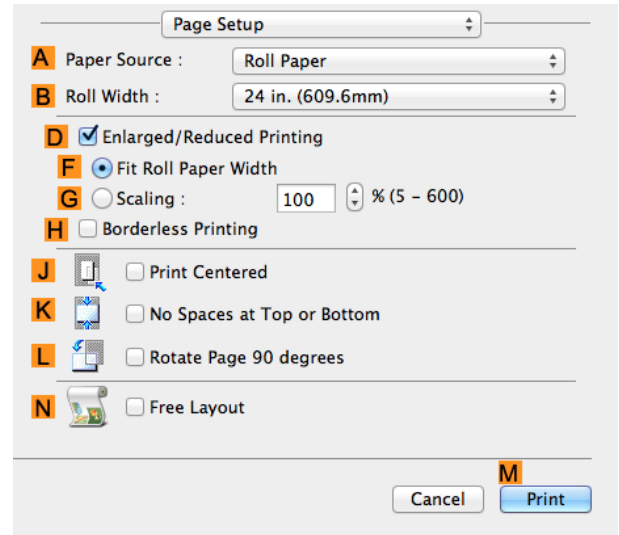 Page Setup
A Paper Source : Roll Paper
B Roll Width : 24 in. (609.6mm)
D Enlarged/Reduced Printing
F Fit Roll Paper Width
G Scaling : 100 % (5 – 600)
H Borderless Printing
J Print Centered
K No Spaces at Top or Bottom
L Rotate Page 90 degrees
N Free Layout
M
Cancel Print